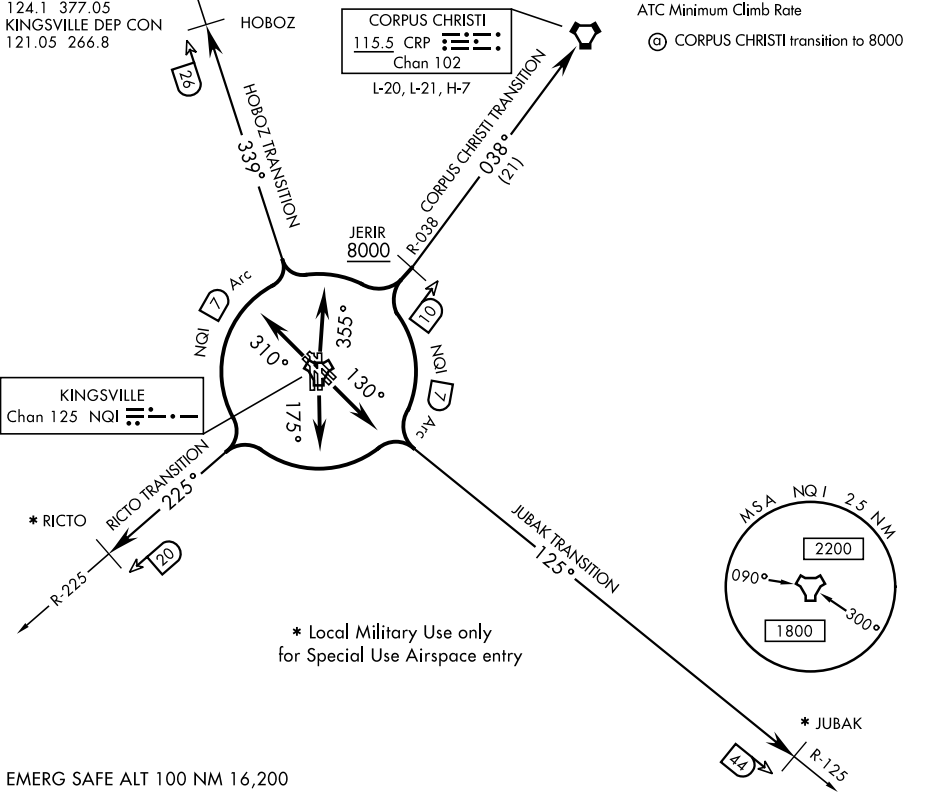 124.1 377.05
KINGSVILLE DEP CON
121.05 266.8
HOBOZ
26
HOBOZ TRANSITION
339°
CORPUS CHRISTI
115.5 CRP
Chan 102
L-20, L-21, H-7
ATC Minimum Climb Rate
ⓐ CORPUS CHRISTI transition to 8000
CORPUS CHRISTI TRANSITION
038°
(21)
R-038
JERIR
8000
10
NQI 7 Arc
NQI 7 Arc
310°
355°
130°
175°
KINGSVILLE
Chan 125 NQI
RICTO TRANSITION
225°
* RICTO
20
R-225
JUBAK TRANSITION
125°
* Local Military Use only
for Special Use Airspace entry
MSA NQI 25 NM
2200
090°
300°
1800
* JUBAK
44
R-125
EMERG SAFE ALT 100 NM 16,200